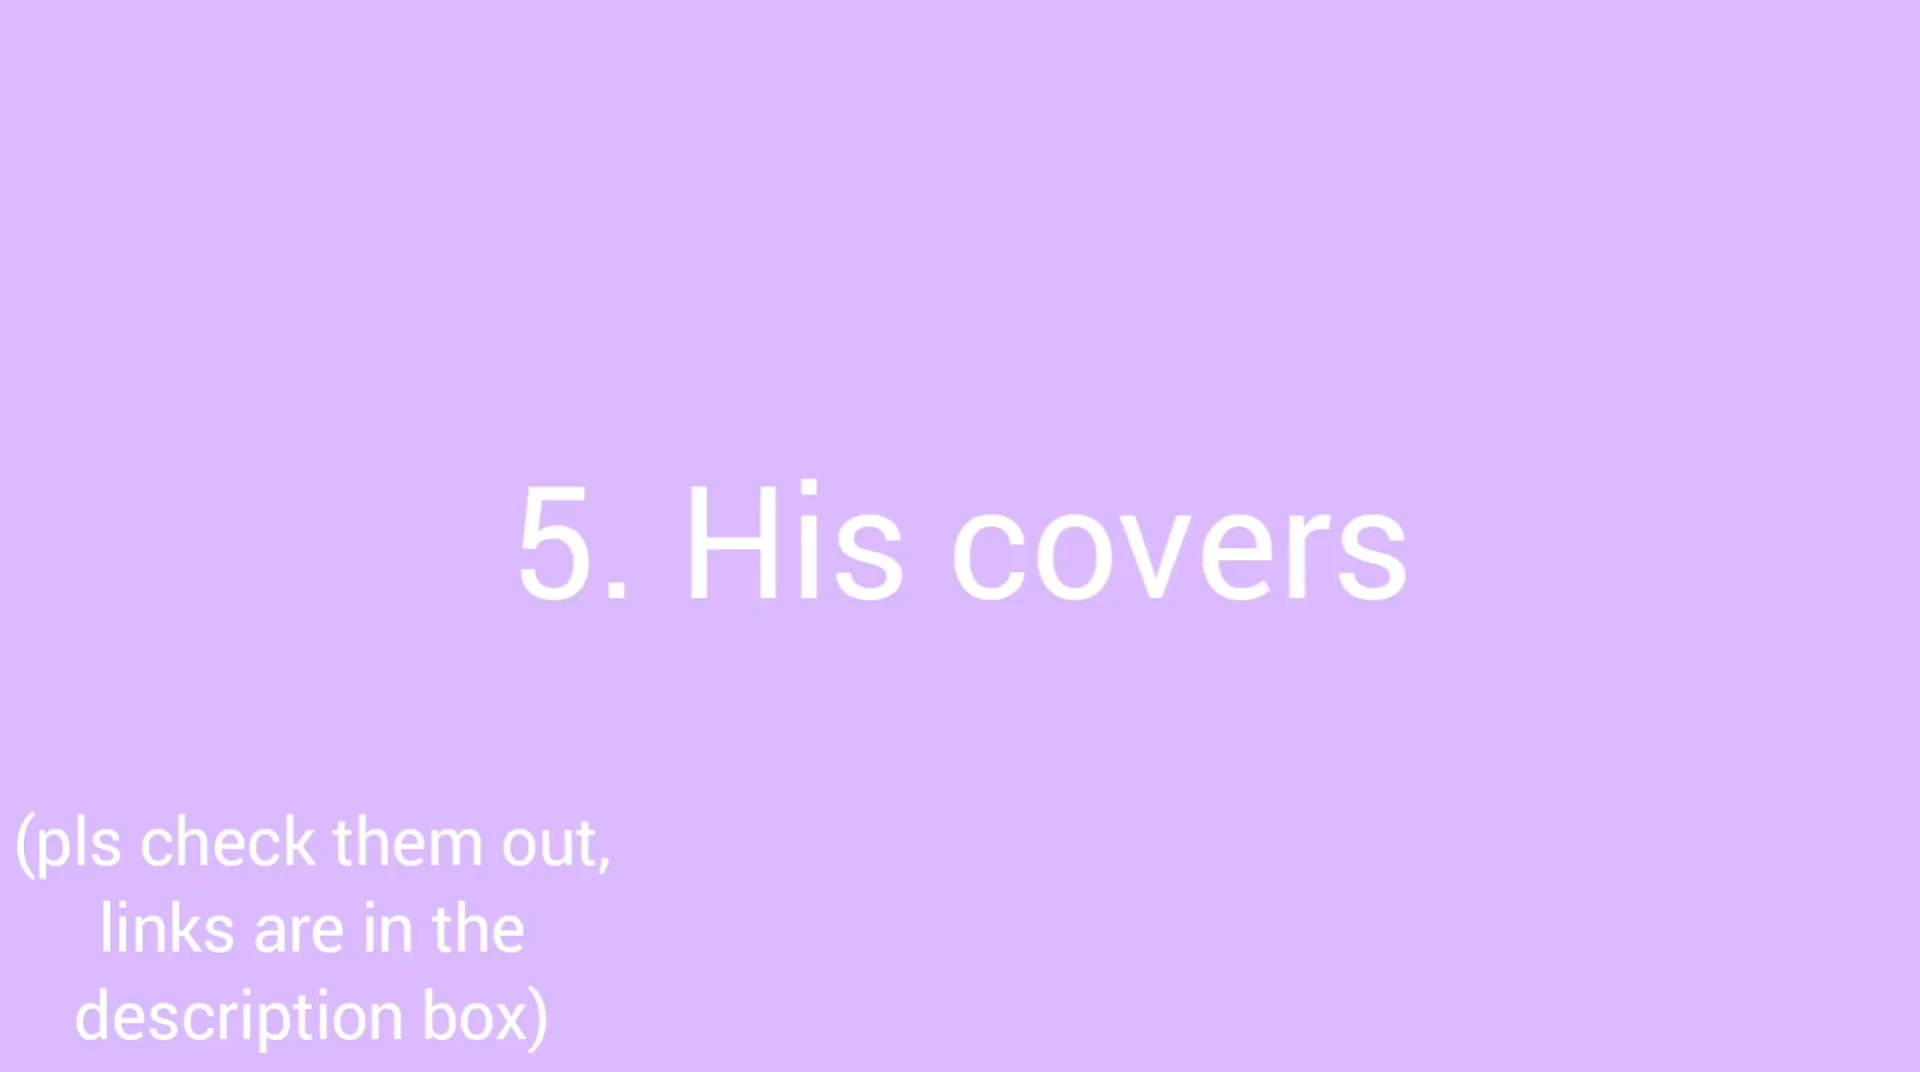 5. His covers
(pls check them out,
links are in the
description box)